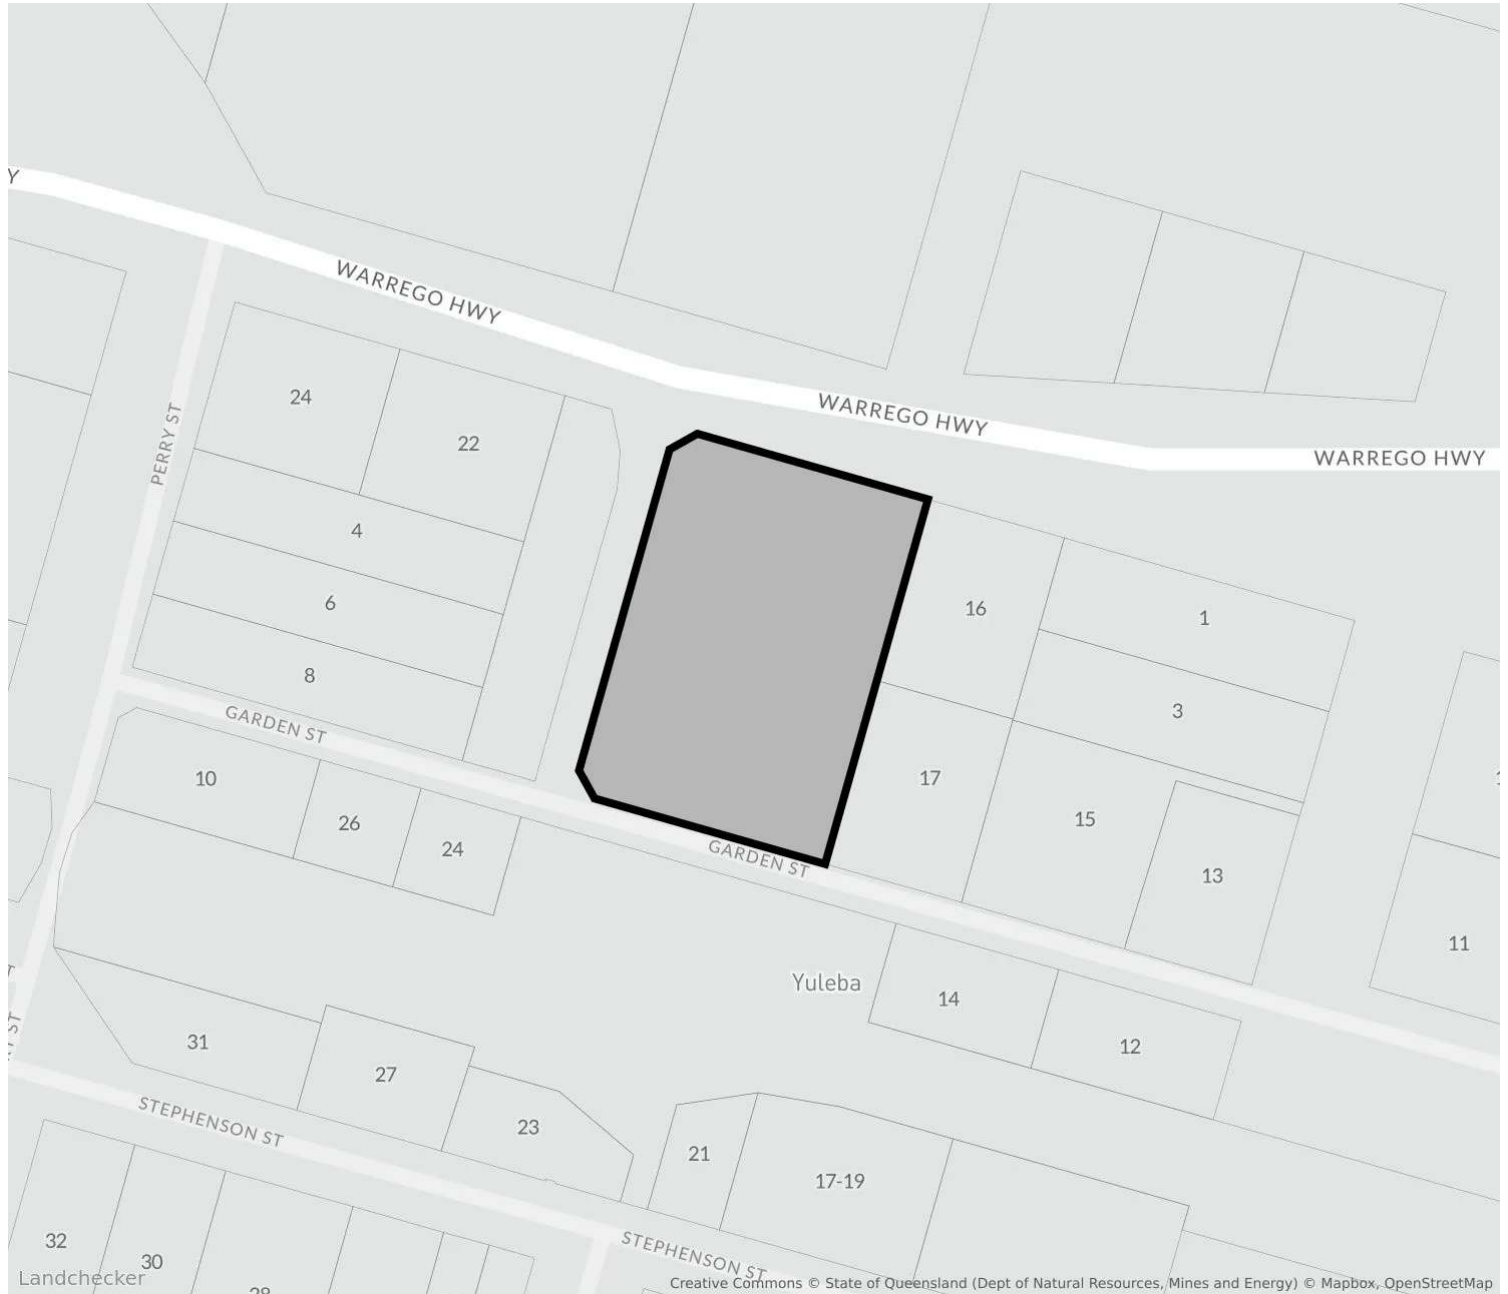 Y
WARREGO HWY
WARREGO HWY
WARREGO HWY
24
22
PERRY ST
4
16
6
1
8
3
GARDEN ST
10
17
26
15
24
GARDEN ST
13
11
Yuleba
14
31
12
27
STEPHENSON ST
23
21
17-19
32
STEPHENSON ST
30
Landchecker
Creative Commons © State of Queensland (Dept of Natural Resources, Mines and Energy) © Mapbox, OpenStreetMap